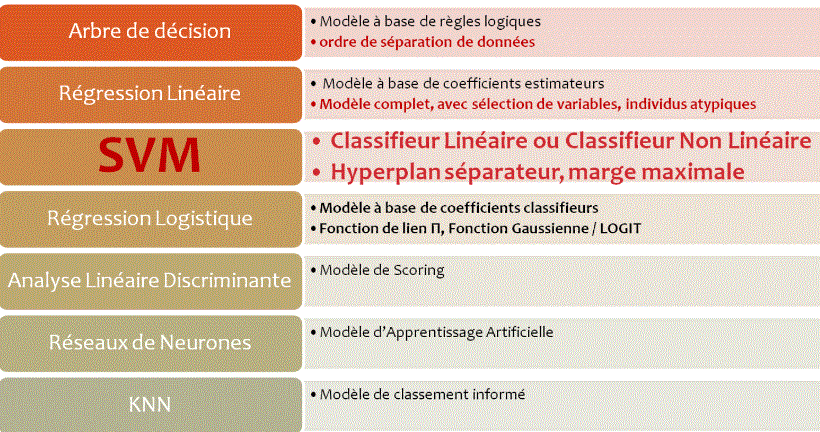 Arbre de décision
• Modèle à base de règles logiques
• ordre de séparation de données
Régression Linéaire
• Modèle à base de coefficients estimateurs
• Modèle complet, avec sélection de variables, individus atypiques
SVM
• Classifieur Linéaire ou Classifieur Non Linéaire
• Hyperplan séparateur, marge maximale
Régression Logistique
• Modèle à base de coefficients classifieurs
• Fonction de lien Π, Fonction Gaussienne / LOGIT
Analyse Linéaire Discriminante
• Modèle de Scoring
Réseaux de Neurones
• Modèle d'Apprentissage Artificielle
KNN
• Modèle de classement informé